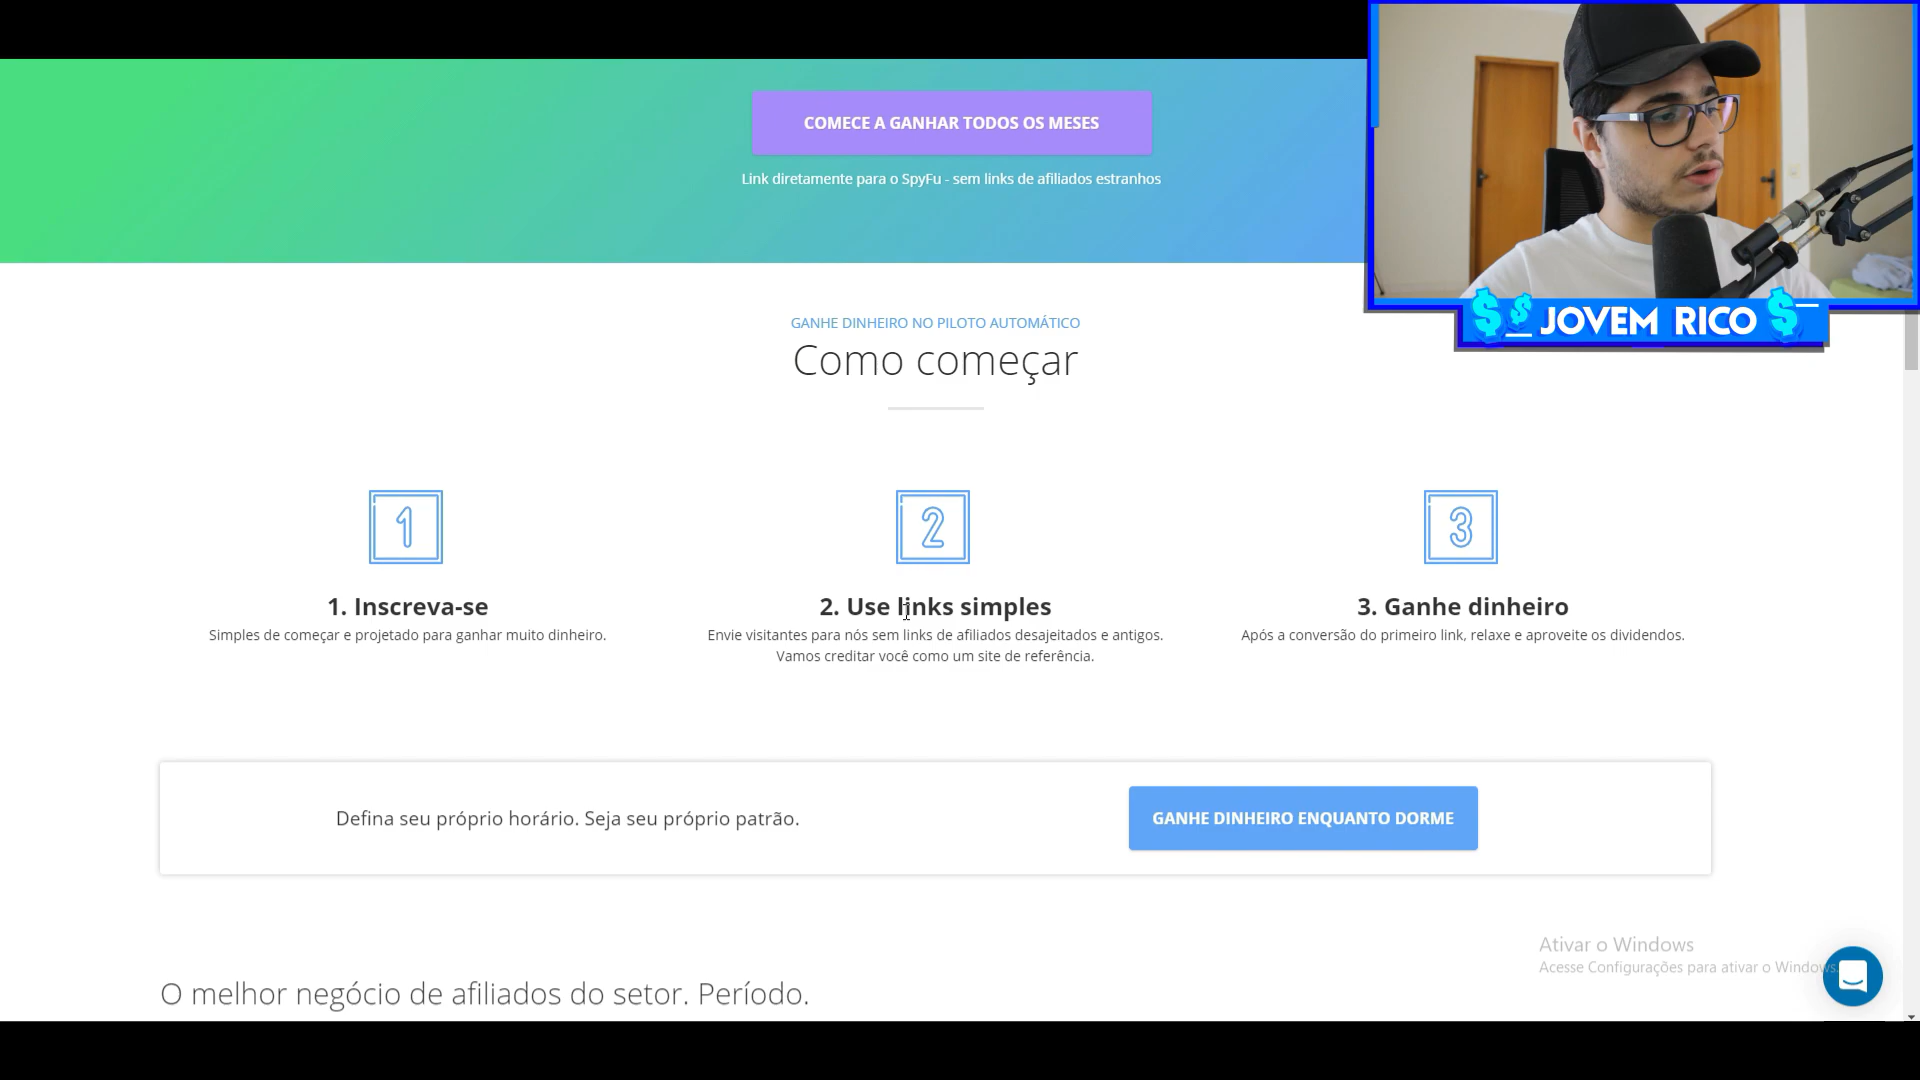 COMECE A GANHAR TODOS OS MESES
Link diretamente para o SpyFu - sem links de afiliados estranhos
$ $ JOVEM RICO $
GANHE DINHEIRO NO PILOTO AUTOMÁTICO
Como começar
1
2
3
1. Inscreva-se
Simples de começar e projetado para ganhar muito dinheiro.
2. Use links simples
Envie visitantes para nós sem links de afiliados desajeitados e antigos.
Vamos creditar você como um site de referência.
3. Ganhe dinheiro
Após a conversão do primeiro link, relaxe e aproveite os dividendos.
Defina seu próprio horário. Seja seu próprio patrão.
GANHE DINHEIRO ENQUANTO DORME
Ativar o Windows
Acesse Configurações para ativar o Windows.
O melhor negócio de afiliados do setor. Período.